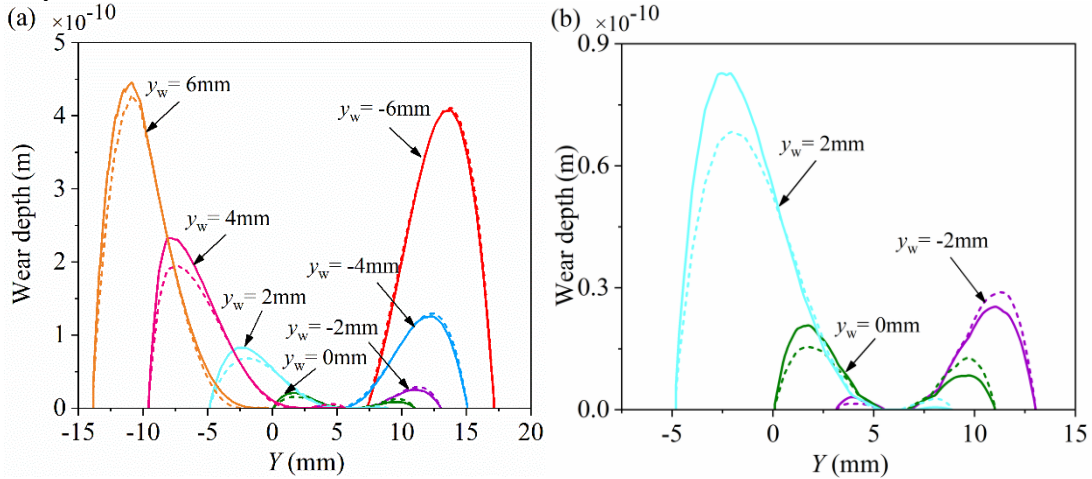 (a)
×10⁻¹⁰
5
4
3
2
1
0
Wear depth (m)
y_w= 6mm
y_w= -6mm
y_w= 4mm
y_w= -4mm
y_w= 2mm
y_w= -2mm
y_w= 0mm
-15 -10 -5 0 5 10 15 20
Y (mm)
(b)
×10⁻¹⁰
0.9
0.6
0.3
0.0
Wear depth (m)
y_w= 2mm
y_w= -2mm
y_w= 0mm
-5 0 5 10 15
Y (mm)